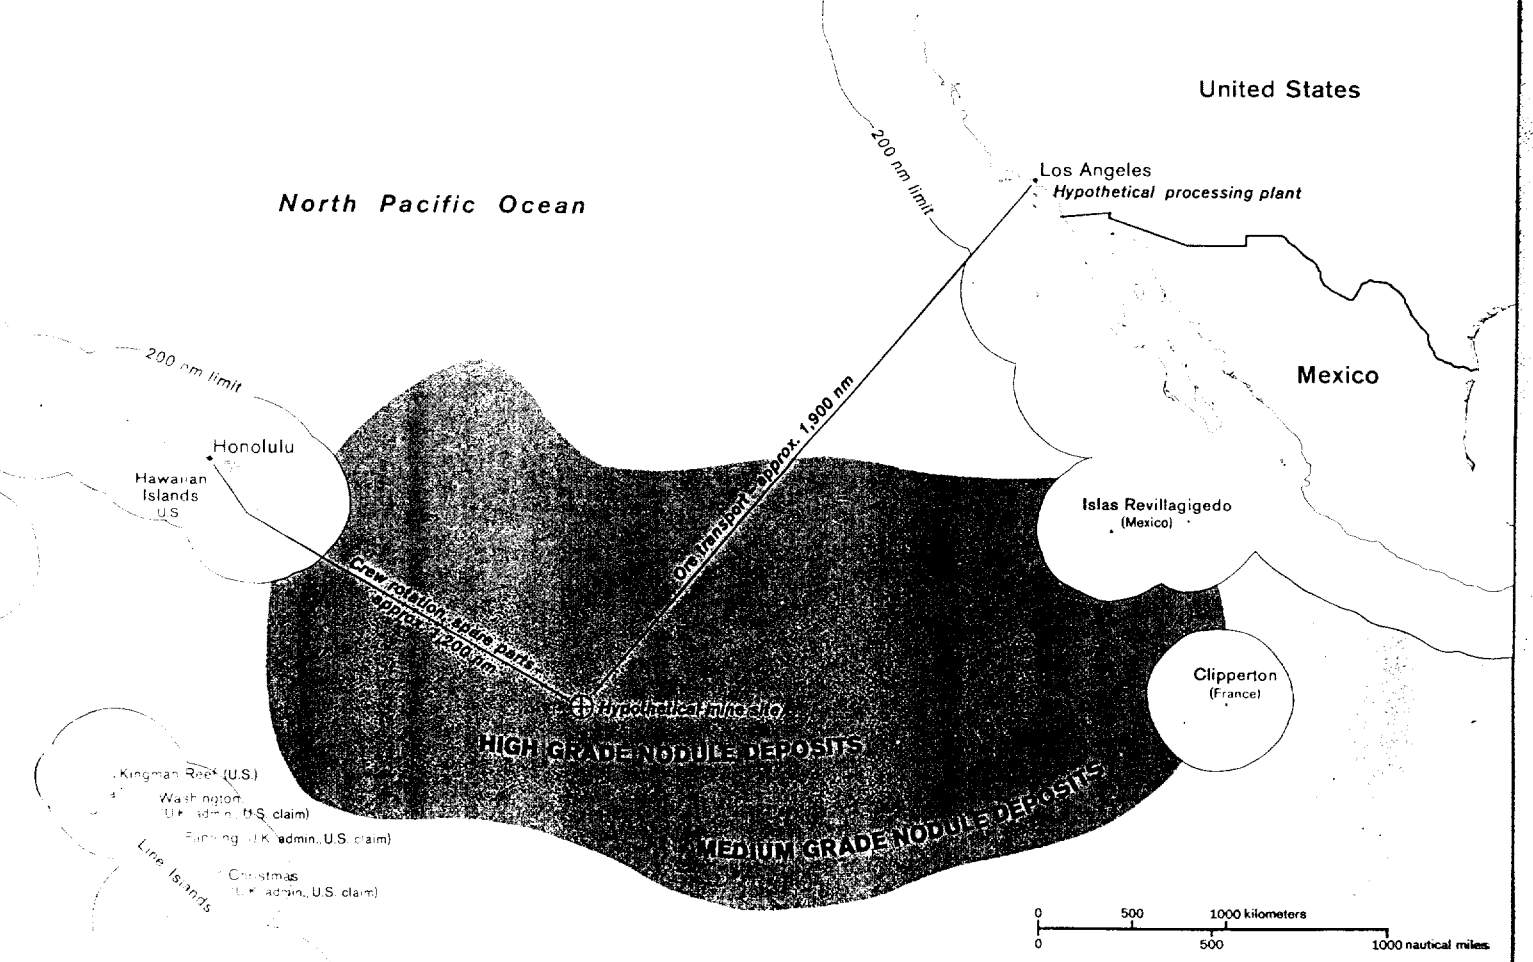 United States
200 nm limit
Los Angeles
Hypothetical processing plant
North Pacific Ocean
200 nm limit
Mexico
Ore transport - approx. 1,900 nm
Honolulu
Hawaiian
Islands
U.S.
Islas Revillagigedo
(Mexico)
Crew rotation, spare parts
approx. 1,200 nm
Clipperton
(France)
Hypothetical mine site
HIGH GRADE NODULE DEPOSITS
MEDIUM GRADE NODULE DEPOSITS
Kingman Reef (U.S.)
Washington
(U.K. admin., U.S. claim)
Fanning (U.K. admin., U.S. claim)
Line Islands
Christmas
(U.K. admin., U.S. claim)
0 500 1000 kilometers
0 500 1000 nautical miles